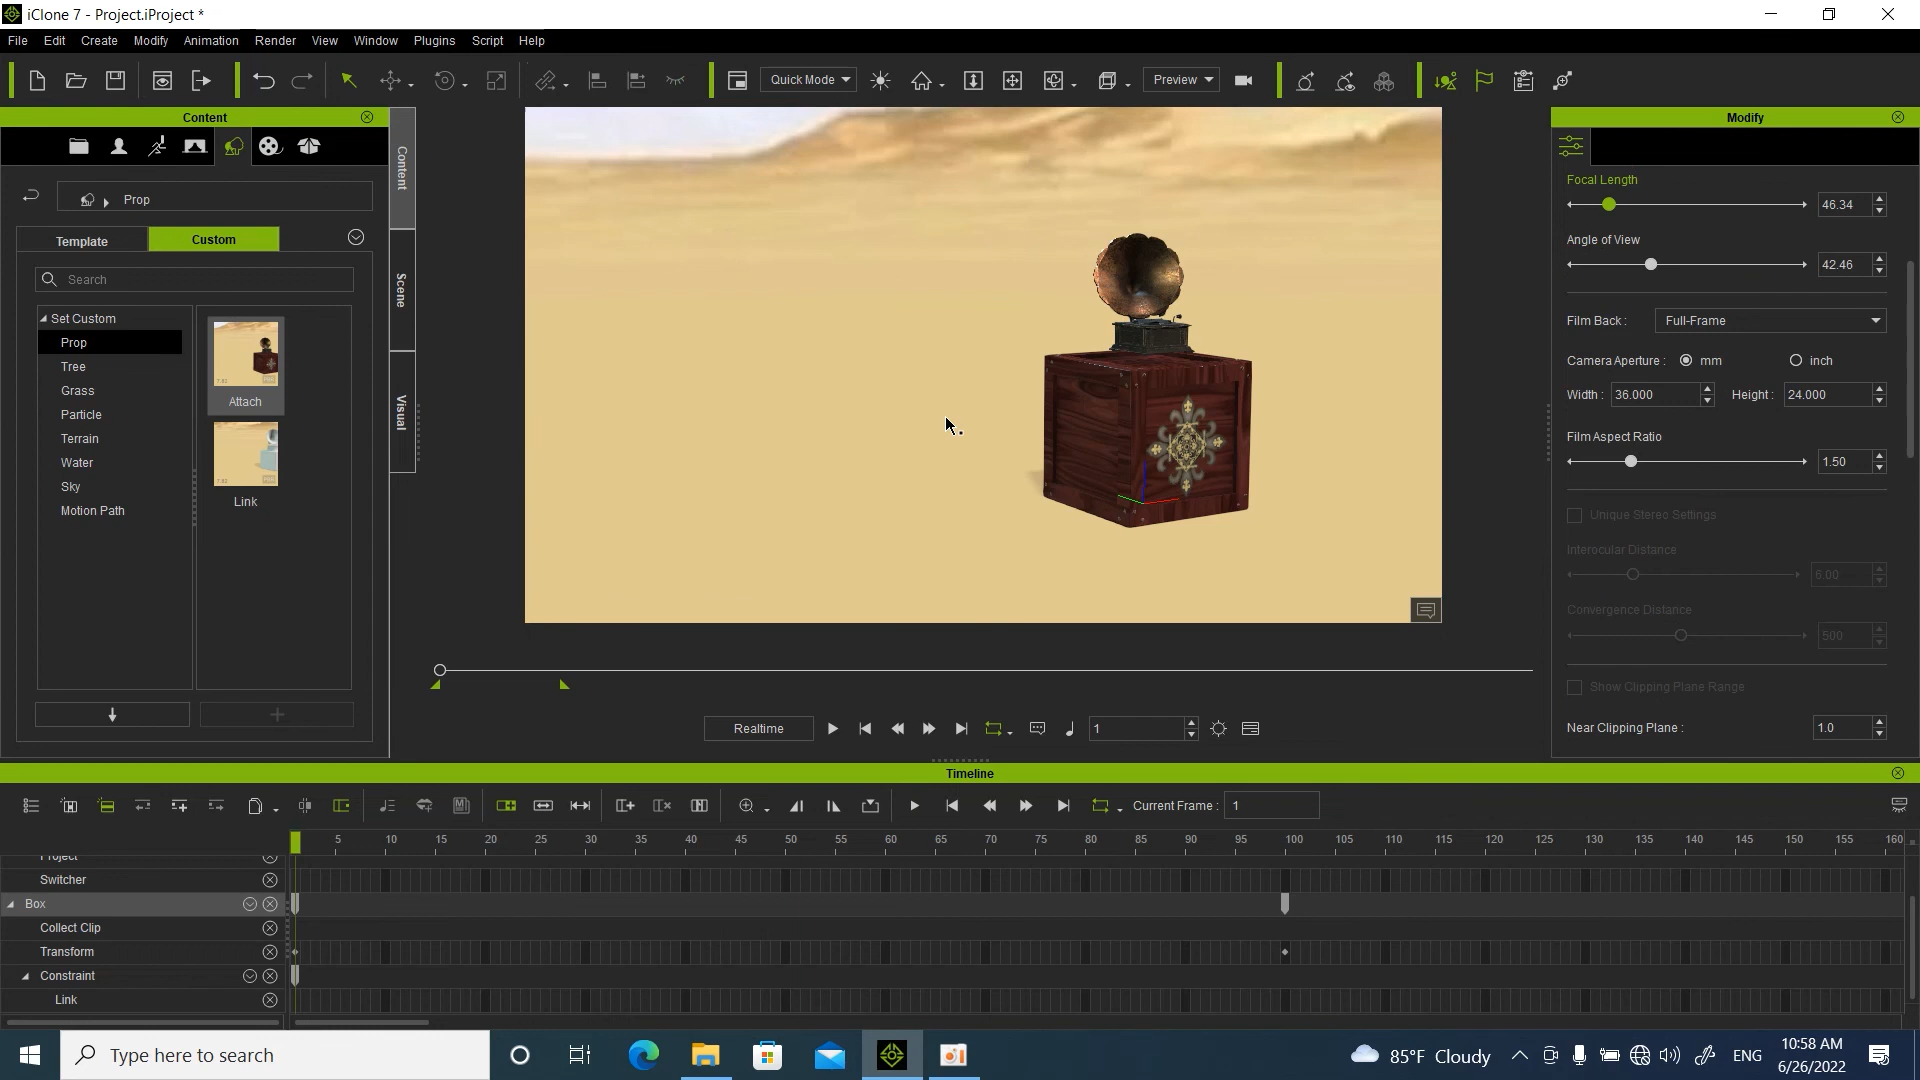 iClone 7 - Project.iProject *
File Edit Create Modify Animation Render View Window Plugins Script Help
Quick Mode
Preview
Content
Prop
Template
Custom
Search
Set Custom
Prop
Tree
Grass
Particle
Terrain
Water
Sky
Motion Path
Attach
Link
Content
Scene
Visual
Modify
Focal Length
46.34
Angle of View
42.46
Film Back :
Full-Frame
Camera Aperture :
mm
inch
Width :
36.000
Height :
24.000
Film Aspect Ratio
1.50
Unique Stereo Settings
Interocular Distance
6.00
Convergence Distance
500
Show Clipping Plane Range
Near Clipping Plane :
1.0
Realtime
1
Timeline
Current Frame :
1
5 10 15 20 25 30 35 40 45 50 55 60 65 70 75 80 85 90 95 100 105 110 115 120 125 130 135 140 145 150 155 160
Project
Switcher
Box
Collect Clip
Transform
Constraint
Link
Type here to search
85°F Cloudy
ENG
10:58 AM
6/26/2022